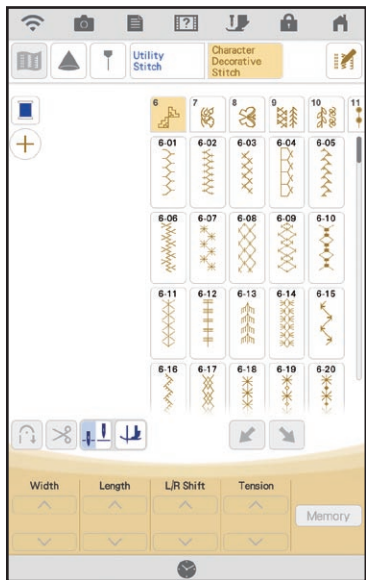 ?
Utility
Stitch
Character
Decorative
Stitch
6 7 8 9 10 11
6-01 6-02 6-03 6-04 6-05
6-06 6-07 6-08 6-09 6-10
6-11 6-12 6-13 6-14 6-15
6-16 6-17 6-18 6-19 6-20
Width Length L/R Shift Tension
Memory